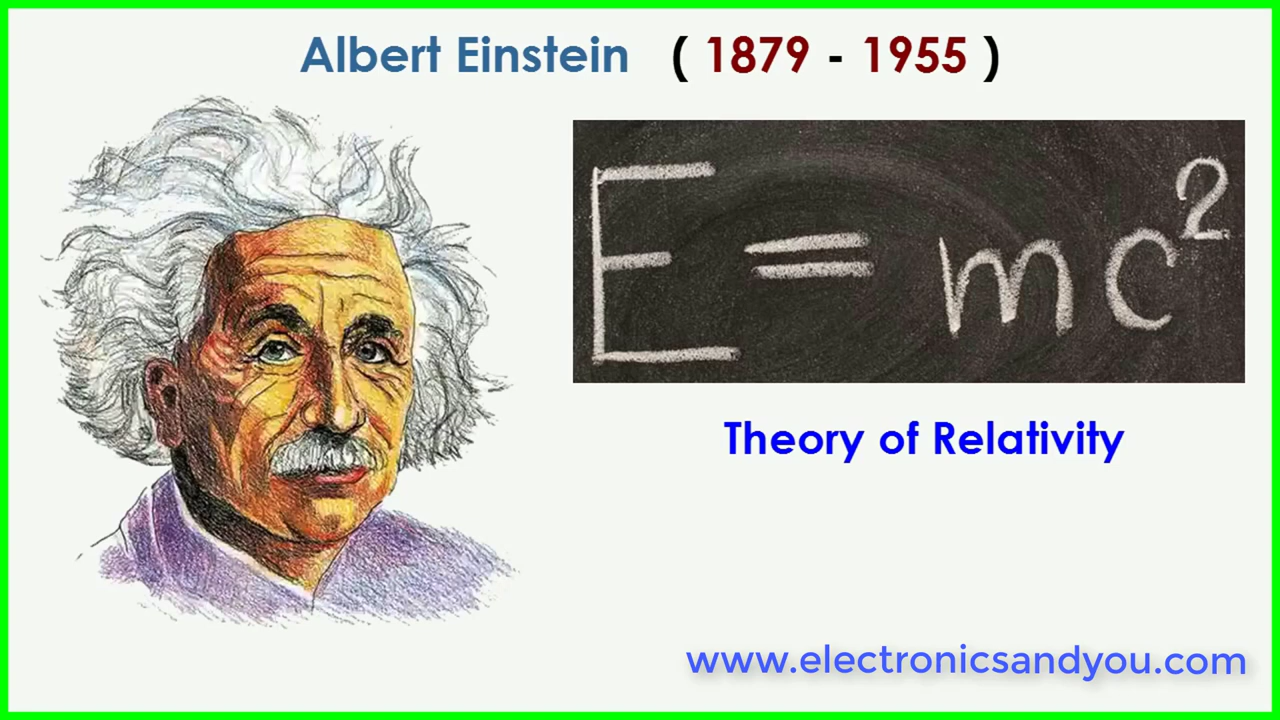 Albert Einstein ( 1879 - 1955 )
E = mc²
Theory of Relativity
www.electronicsandyou.com